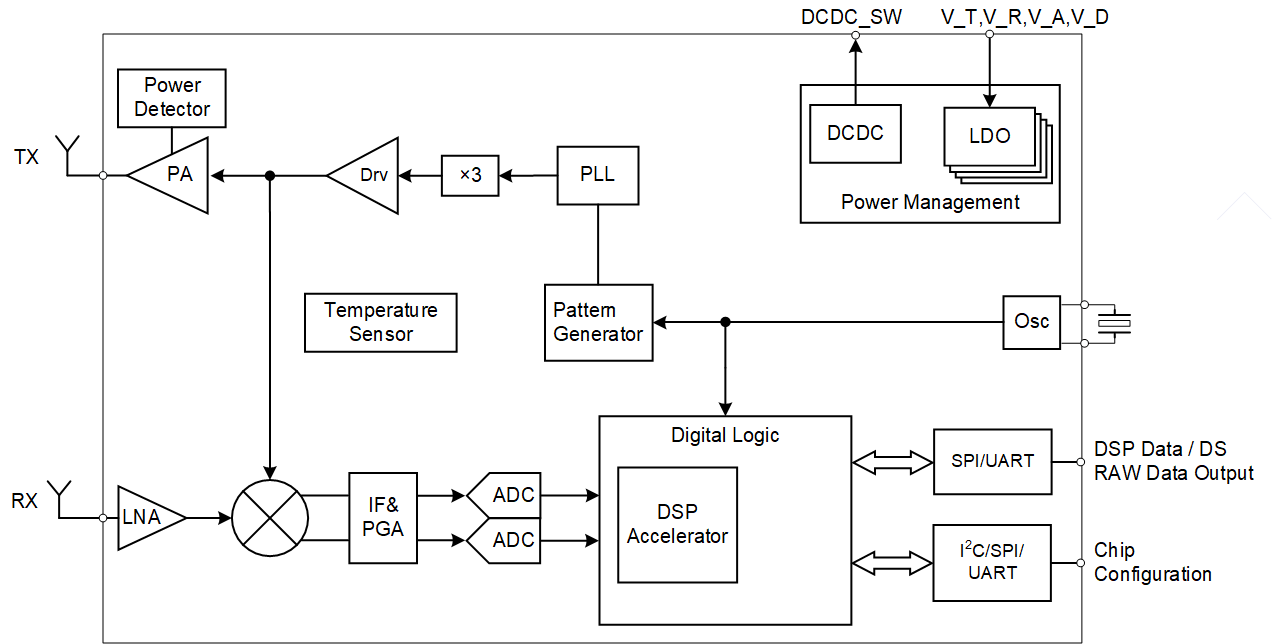 DCDC_SW
V_T,V_R,V_A,V_D
Power
Detector
DCDC
LDO
TX
PA
Drv
×3
PLL
Power Management
Temperature
Sensor
Pattern
Generator
Osc
Digital Logic
SPI/UART
DSP Data / DS
RAW Data Output
RX
LNA
IF&
PGA
ADC
ADC
DSP
Accelerator
I²C/SPI/
UART
Chip
Configuration